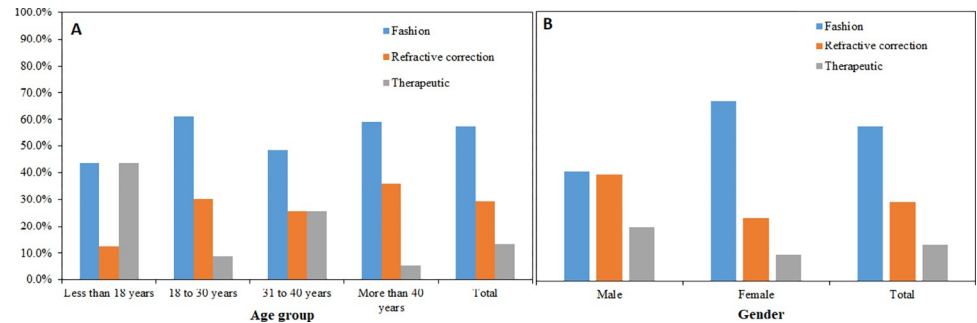 A
100.0%
90.0%
80.0%
70.0%
60.0%
50.0%
40.0%
30.0%
20.0%
10.0%
0.0%
Fashion
Refractive correction
Therapeutic
Less than 18 years
18 to 30 years
31 to 40 years
More than 40
years
Total
Age group
B
Fashion
Refractive correction
Therapeutic
Male
Female
Total
Gender